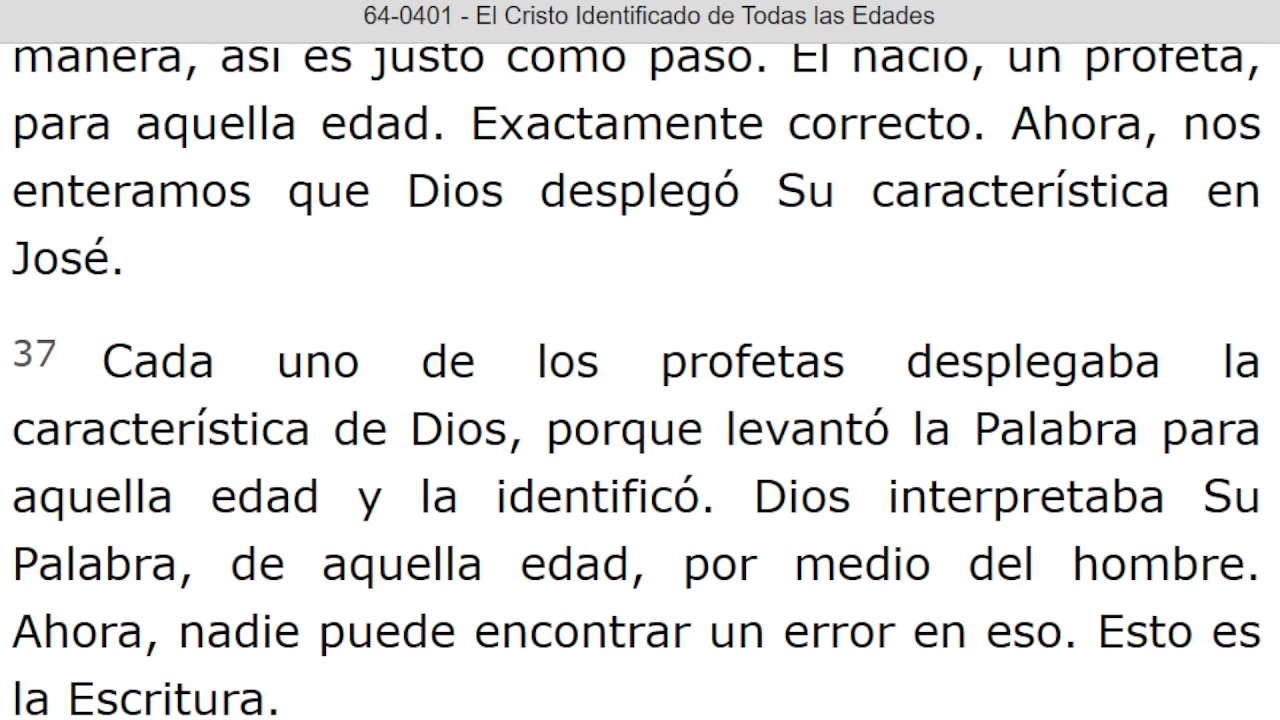 64-0401 - El Cristo Identificado de Todas las Edades
manera, así es justo como pasó. Él nació, un profeta,
para aquella edad. Exactamente correcto. Ahora, nos
enteramos que Dios desplegó Su característica en
José.
37 Cada uno de los profetas desplegaba la
característica de Dios, porque levantó la Palabra para
aquella edad y la identificó. Dios interpretaba Su
Palabra, de aquella edad, por medio del hombre.
Ahora, nadie puede encontrar un error en eso. Esto es
la Escritura.